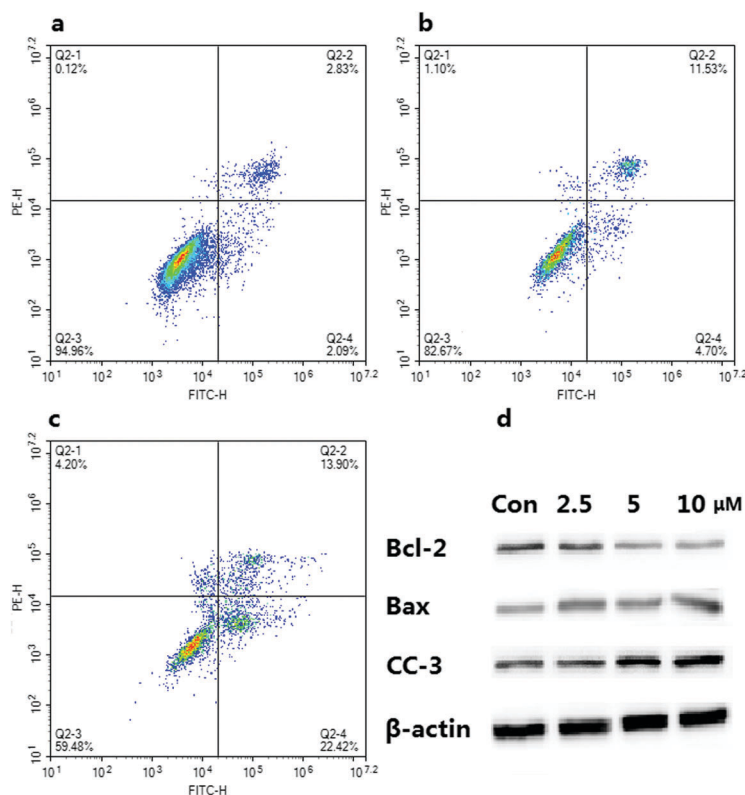 a
Q2-1
0.12%
Q2-2
2.83%
10^7.2
10^6
10^5
10^4
10^3
10^2
10^1
PE-H
Q2-3
94.96%
Q2-4
2.09%
10^1 10^2 10^3 10^4 10^5 10^6 10^7.2
FITC-H
b
Q2-1
1.10%
Q2-2
11.53%
10^7.2
10^6
10^5
10^4
10^3
10^2
10^1
PE-H
Q2-3
82.67%
Q2-4
4.70%
10^1 10^2 10^3 10^4 10^5 10^6 10^7.2
FITC-H
c
Q2-1
4.20%
Q2-2
13.90%
10^7.2
10^6
10^5
10^4
10^3
10^2
10^1
PE-H
Q2-3
59.48%
Q2-4
22.42%
10^1 10^2 10^3 10^4 10^5 10^6 10^7.2
FITC-H
d
Con 2.5 5 10 μM
Bcl-2
Bax
CC-3
β-actin